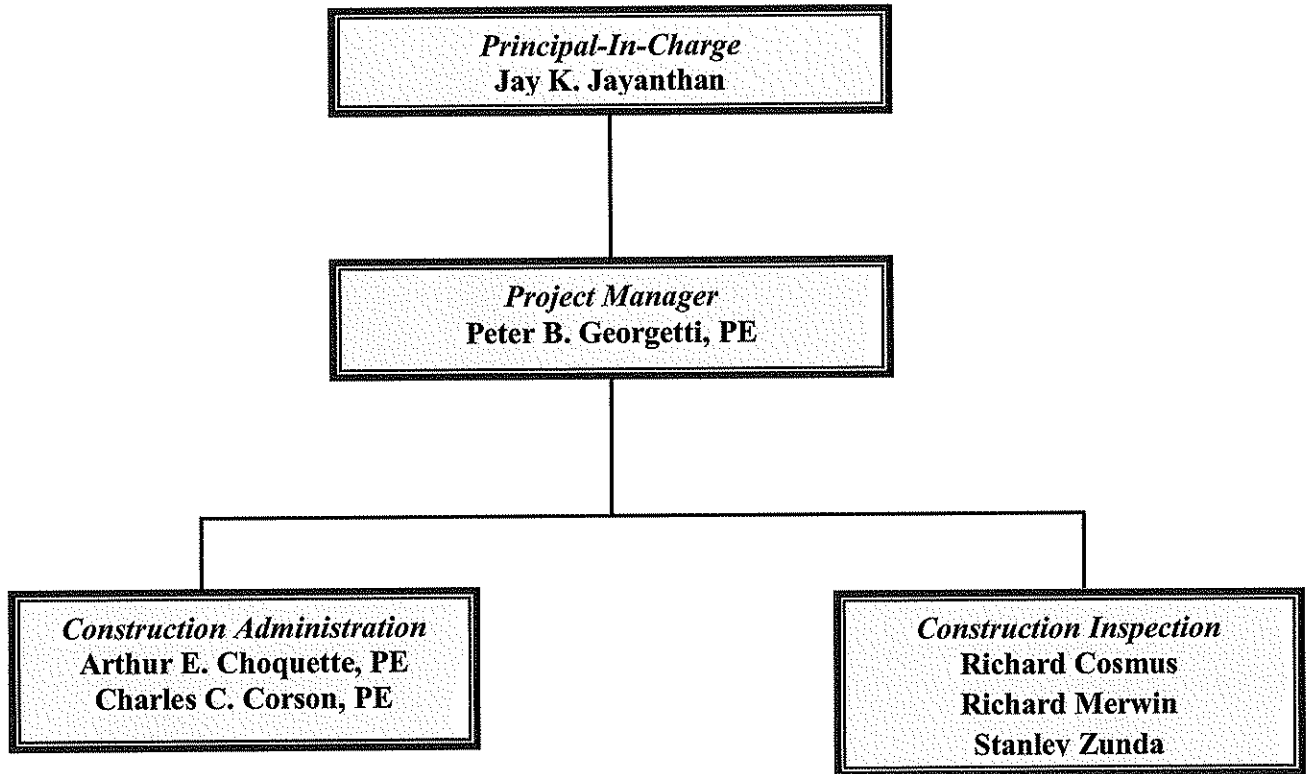 Principal-In-Charge
Jay K. Jayanthan
Project Manager
Peter B. Georgetti, PE
Construction Administration
Arthur E. Choquette, PE
Charles C. Corson, PE
Construction Inspection
Richard Cosmus
Richard Merwin
Stanley Zunda